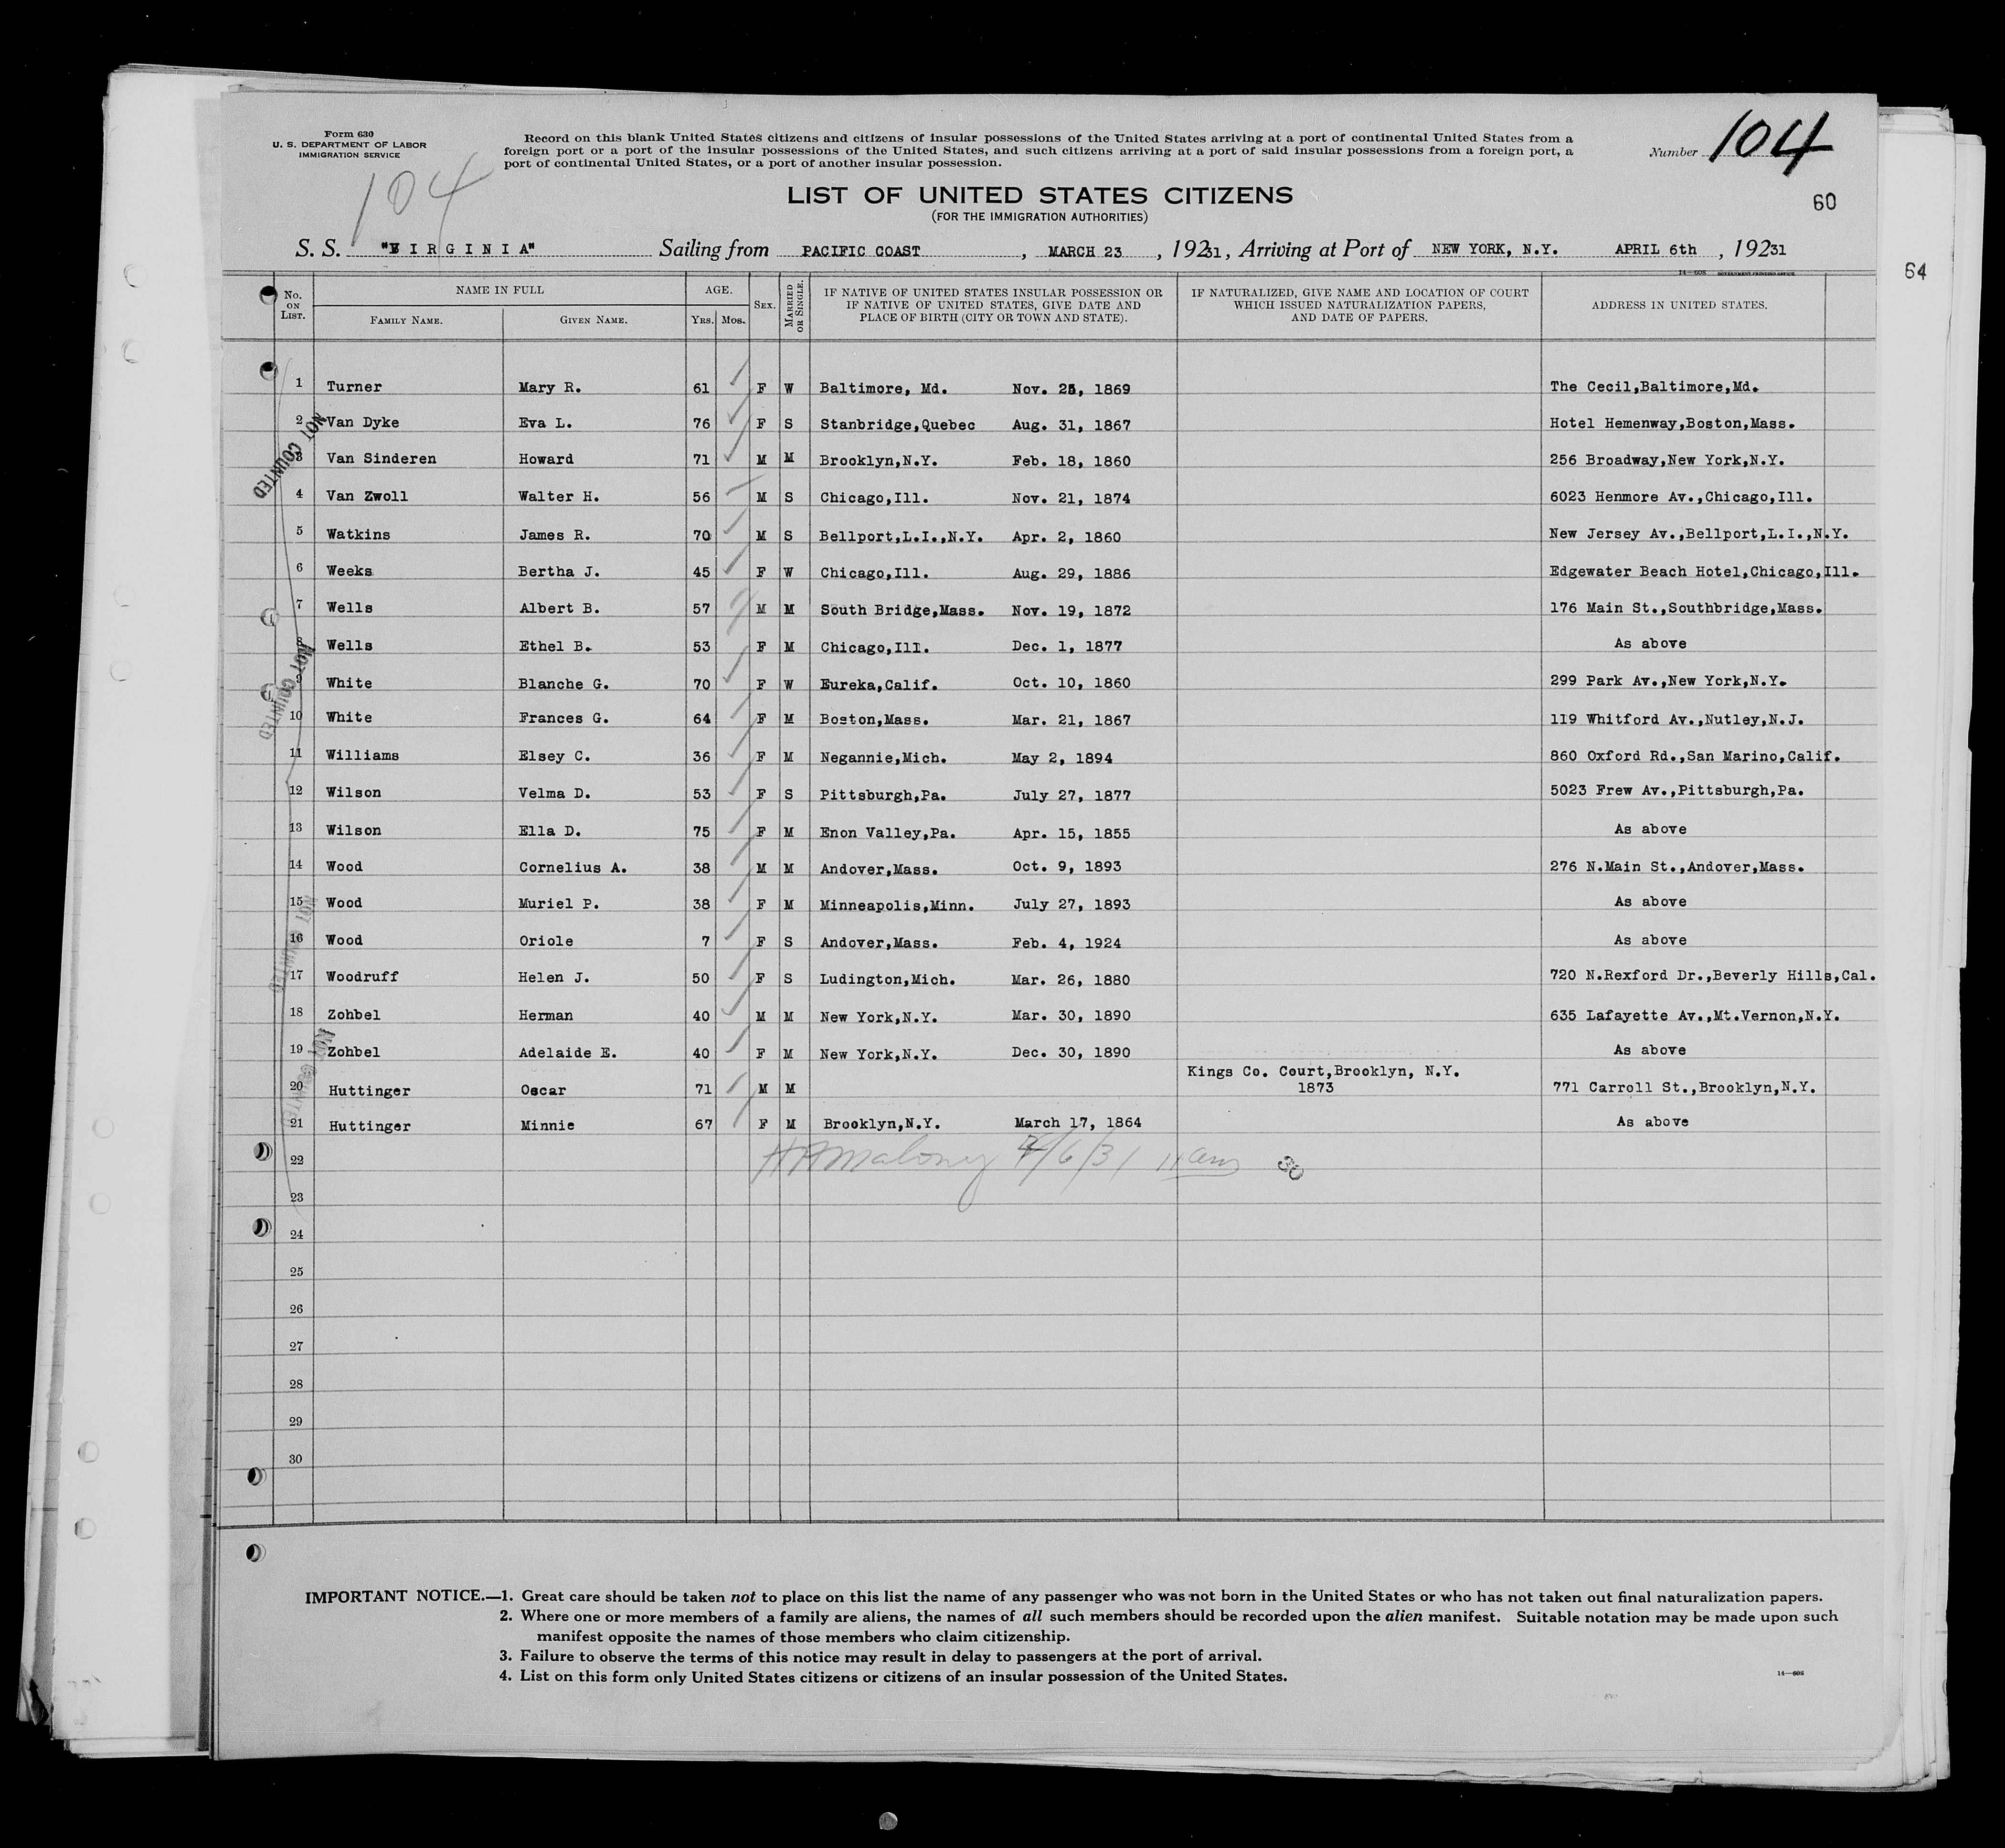 Form 630
U. S. DEPARTMENT OF LABOR
IMMIGRATION SERVICE
104
Record on this blank United States citizens and citizens of insular possessions of the United States arriving at a port of continental United States from a
foreign port or a port of the insular possessions of the United States, and such citizens arriving at a port of said insular possessions from a foreign port, a
port of continental United States, or a port of another insular possession.
Number 104
60
64
LIST OF UNITED STATES CITIZENS
(FOR THE IMMIGRATION AUTHORITIES)
S. S. "VIRGINIA" Sailing from PACIFIC COAST, MARCH 23, 19231, Arriving at Port of NEW YORK, N.Y. APRIL 6th, 19231
No. ON LIST. NAME IN FULL FAMILY NAME. GIVEN NAME. AGE. YRS. MOS. SEX. MARRIED OR SINGLE. IF NATIVE OF UNITED STATES INSULAR POSSESSION OR IF NATIVE OF UNITED STATES, GIVE DATE AND PLACE OF BIRTH (CITY OR TOWN AND STATE). IF NATURALIZED, GIVE NAME AND LOCATION OF COURT WHICH ISSUED NATURALIZATION PAPERS, AND DATE OF PAPERS. ADDRESS IN UNITED STATES.
1 Turner Mary R. 61 F W Baltimore, Md. Nov. 25, 1869 The Cecil,Baltimore,Md.
2 Van Dyke Eva L. 76 F S Stanbridge,Quebec Aug. 31, 1867 Hotel Hemenway,Boston,Mass.
3 Van Sinderen Howard 71 M M Brooklyn,N.Y. Feb. 18, 1860 256 Broadway,New York,N.Y.
4 Van Zwoll Walter H. 56 M S Chicago,Ill. Nov. 21, 1874 6023 Henmore Av.,Chicago,Ill.
5 Watkins James R. 70 M S Bellport,L.I.,N.Y. Apr. 2, 1860 New Jersey Av.,Bellport,L.I.,N.Y.
6 Weeks Bertha J. 45 F W Chicago,Ill. Aug. 29, 1886 Edgewater Beach Hotel,Chicago,Ill.
7 Wells Albert B. 57 M M South Bridge,Mass. Nov. 19, 1872 176 Main St.,Southbridge,Mass.
8 Wells Ethel B. 53 F M Chicago,Ill. Dec. 1, 1877 As above
9 White Blanche G. 70 F W Eureka,Calif. Oct. 10, 1860 299 Park Av.,New York,N.Y.
10 White Frances G. 64 F M Boston,Mass. Mar. 21, 1867 119 Whitford Av.,Nutley,N.J.
11 Williams Elsey C. 36 F M Negannie,Mich. May 2, 1894 860 Oxford Rd.,San Marino,Calif.
12 Wilson Velma D. 53 F S Pittsburgh,Pa. July 27, 1877 5023 Frew Av.,Pittsburgh,Pa.
13 Wilson Ella D. 75 F M Enon Valley,Pa. Apr. 15, 1855 As above
14 Wood Cornelius A. 38 M M Andover,Mass. Oct. 9, 1893 276 N.Main St.,Andover,Mass.
15 Wood Muriel P. 38 F M Minneapolis,Minn. July 27, 1893 As above
16 Wood Oriole 7 F S Andover,Mass. Feb. 4, 1924 As above
17 Woodruff Helen J. 50 F S Ludington,Mich. Mar. 26, 1880 720 N.Rexford Dr.,Beverly Hills,Cal.
18 Zohbel Herman 40 M M New York,N.Y. Mar. 30, 1890 635 Lafayette Av.,Mt.Vernon,N.Y.
19 Zohbel Adelaide E. 40 F M New York,N.Y. Dec. 30, 1890 As above
20 Huttinger Oscar 71 M M Kings Co. Court,Brooklyn, N.Y. 1873 771 Carroll St.,Brooklyn,N.Y.
21 Huttinger Minnie 67 F M Brooklyn,N.Y. March 17, 1864 As above
22 Maloney 4/6/31 11 am 30
23
24
25
26
27
28
29
30
NOT COUNTED
NOT COUNTED
NOT COUNTED
NOT COUNTED
IMPORTANT NOTICE.—1. Great care should be taken not to place on this list the name of any passenger who was not born in the United States or who has not taken out final naturalization papers.
2. Where one or more members of a family are aliens, the names of all such members should be recorded upon the alien manifest. Suitable notation may be made upon such
manifest opposite the names of those members who claim citizenship.
3. Failure to observe the terms of this notice may result in delay to passengers at the port of arrival.
4. List on this form only United States citizens or citizens of an insular possession of the United States.
14—608